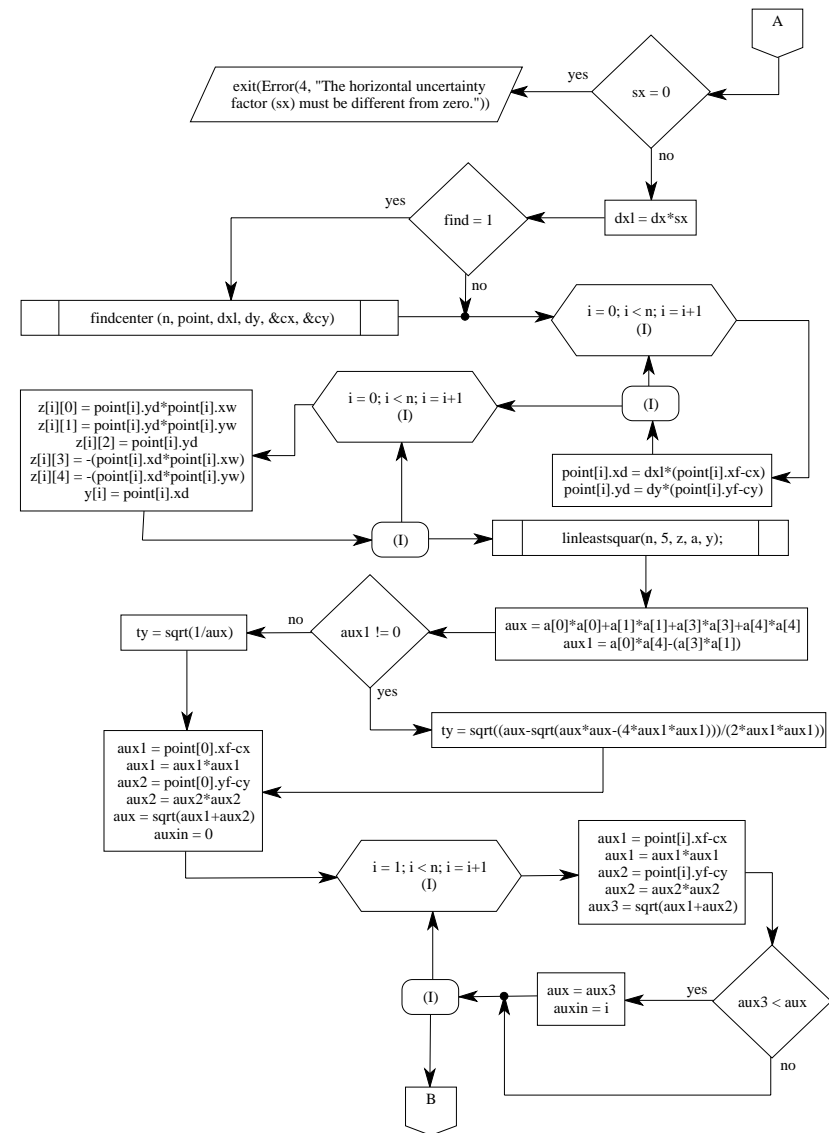 A
sx = 0
yes
exit(Error(4, "The horizontal uncertainty
factor (sx) must be different from zero."))
no
dxl = dx*sx
find = 1
yes
no
findcenter (n, point, dxl, dy, &cx, &cy)
i = 0; i < n; i = i+1
(I)
point[i].xd = dxl*(point[i].xf-cx)
point[i].yd = dy*(point[i].yf-cy)
(I)
i = 0; i < n; i = i+1
(I)
z[i][0] = point[i].yd*point[i].xw
z[i][1] = point[i].yd*point[i].yw
z[i][2] = point[i].yd
z[i][3] = -(point[i].xd*point[i].xw)
z[i][4] = -(point[i].xd*point[i].yw)
y[i] = point[i].xd
(I)
linleastsquar(n, 5, z, a, y);
aux = a[0]*a[0]+a[1]*a[1]+a[3]*a[3]+a[4]*a[4]
aux1 = a[0]*a[4]-(a[3]*a[1])
aux1 != 0
no
ty = sqrt(1/aux)
yes
ty = sqrt((aux-sqrt(aux*aux-(4*aux1*aux1)))/(2*aux1*aux1))
aux1 = point[0].xf-cx
aux1 = aux1*aux1
aux2 = point[0].yf-cy
aux2 = aux2*aux2
aux = sqrt(aux1+aux2)
auxin = 0
i = 1; i < n; i = i+1
(I)
aux1 = point[i].xf-cx
aux1 = aux1*aux1
aux2 = point[i].yf-cy
aux2 = aux2*aux2
aux3 = sqrt(aux1+aux2)
aux3 < aux
yes
aux = aux3
auxin = i
no
(I)
B